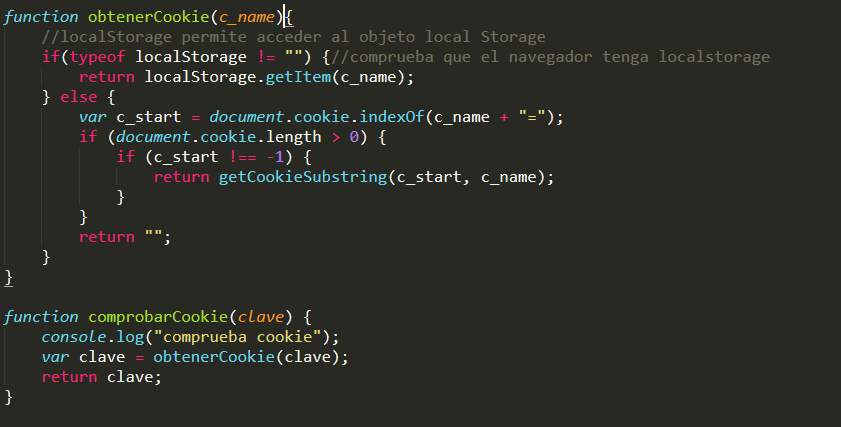 function obtenerCookie(c_name){
    //localStorage permite acceder al objeto local Storage
    if(typeof localStorage != "") {//comprueba que el navegador tenga localstorage
        return localStorage.getItem(c_name);
    } else {
        var c_start = document.cookie.indexOf(c_name + "=");
        if (document.cookie.length > 0) {
            if (c_start !== -1) {
                return getCookieSubstring(c_start, c_name);
            }
        }
        return "";
    }
}

function comprobarCookie(clave) {
    console.log("comprueba cookie");
    var clave = obtenerCookie(clave);
    return clave;
}